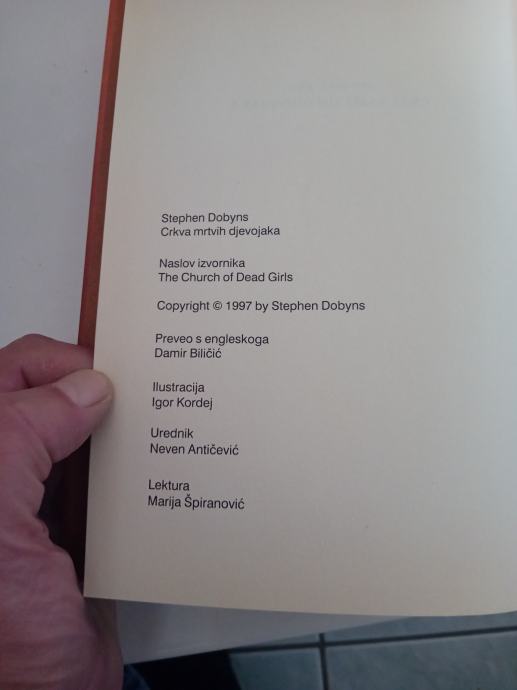 Stephen Dobyns
Crkva mrtvih djevojaka
Naslov izvornika
The Church of Dead Girls
Copyright © 1997 by Stephen Dobyns
Preveo s engleskoga
Damir Biličić
Ilustracija
Igor Kordej
Urednik
Neven Antičević
Lektura
Marija Špiranović